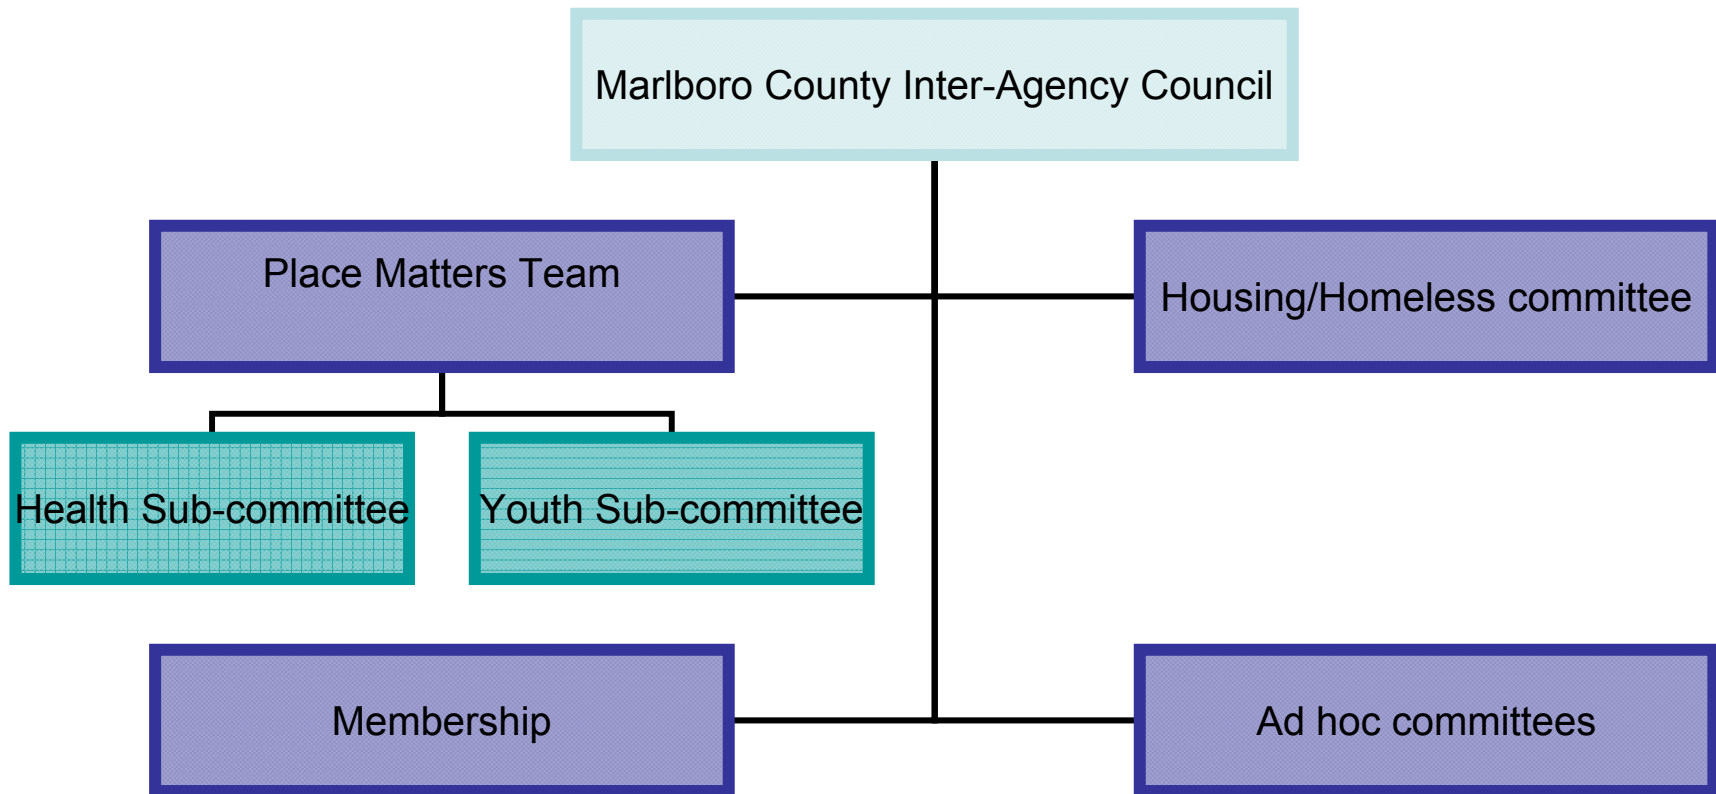 Marlboro County Inter-Agency Council
Place Matters Team
Housing/Homeless committee
Health Sub-committee
Youth Sub-committee
Membership
Ad hoc committees